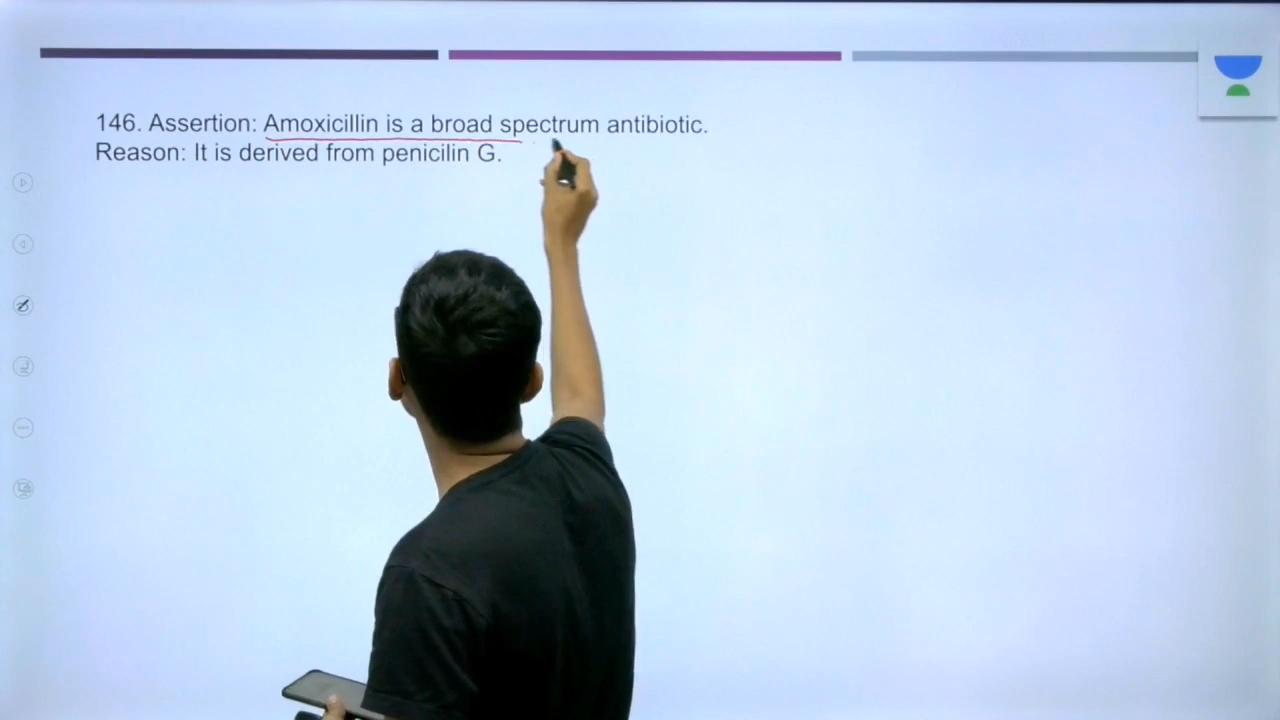 146. Assertion: Amoxicillin is a broad spectrum antibiotic.
Reason: It is derived from penicilin G.